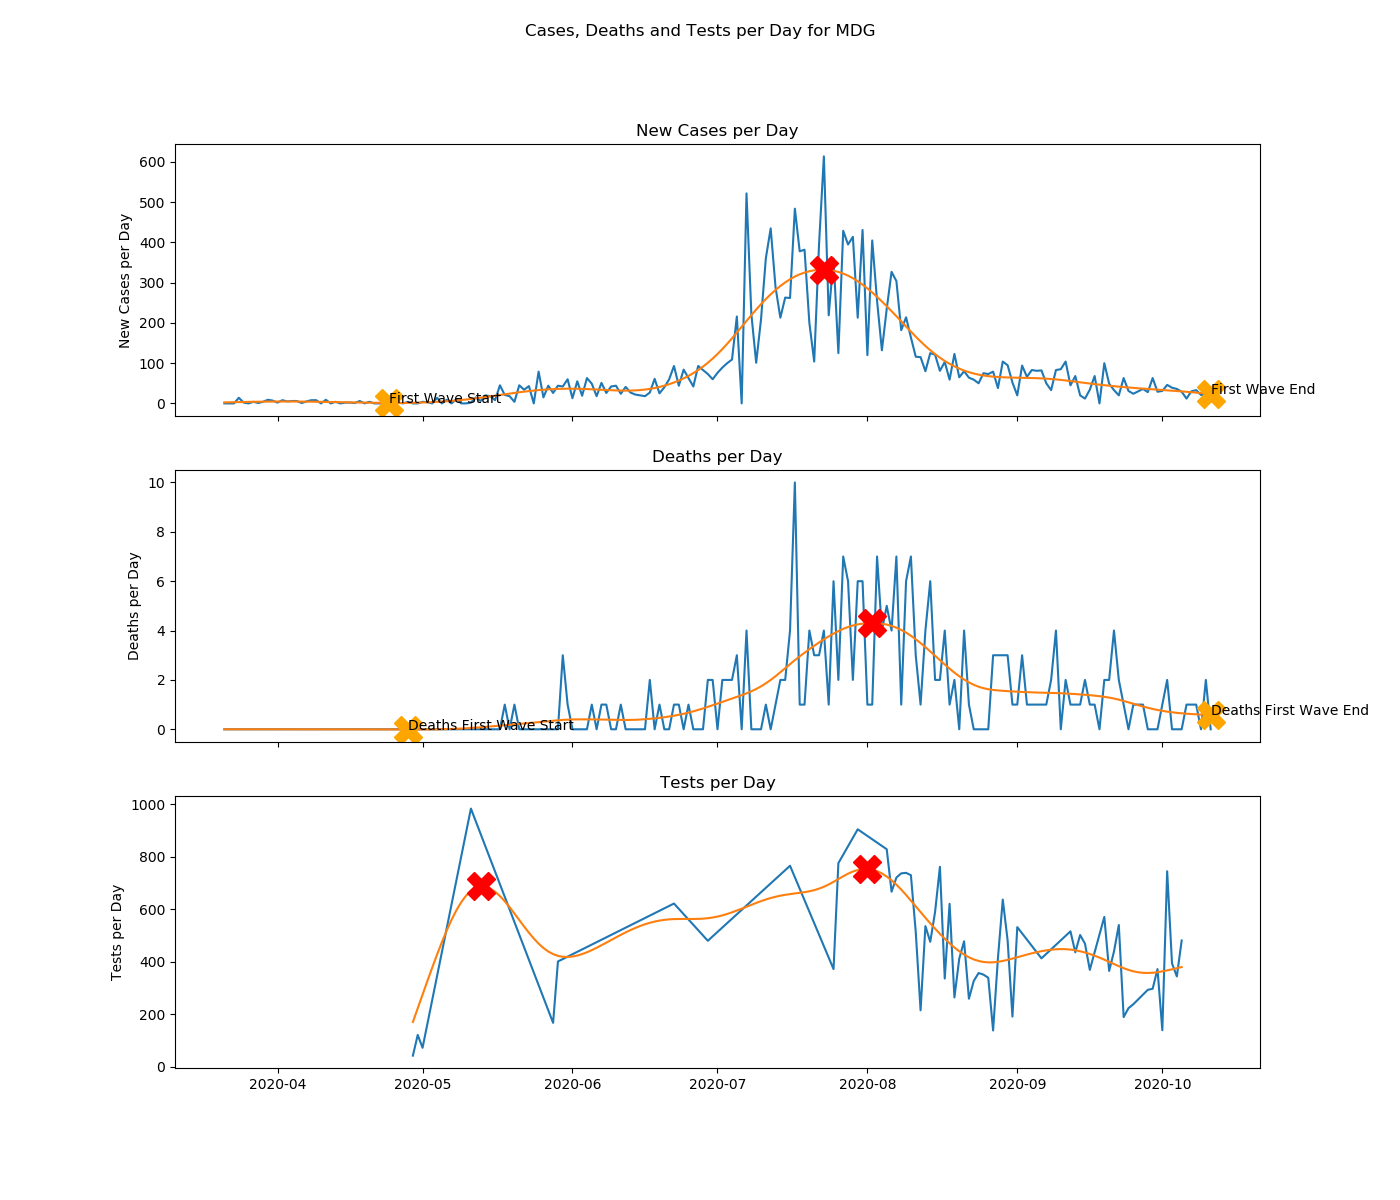 Cases, Deaths and Tests per Day for MDG
New Cases per Day
New Cases per Day
600
500
400
300
200
100
0
First Wave Start
First Wave End
Deaths per Day
Deaths per Day
10
8
6
4
2
0
Deaths First Wave Start
Deaths First Wave End
Tests per Day
Tests per Day
1000
800
600
400
200
0
2020-04 2020-05 2020-06 2020-07 2020-08 2020-09 2020-10